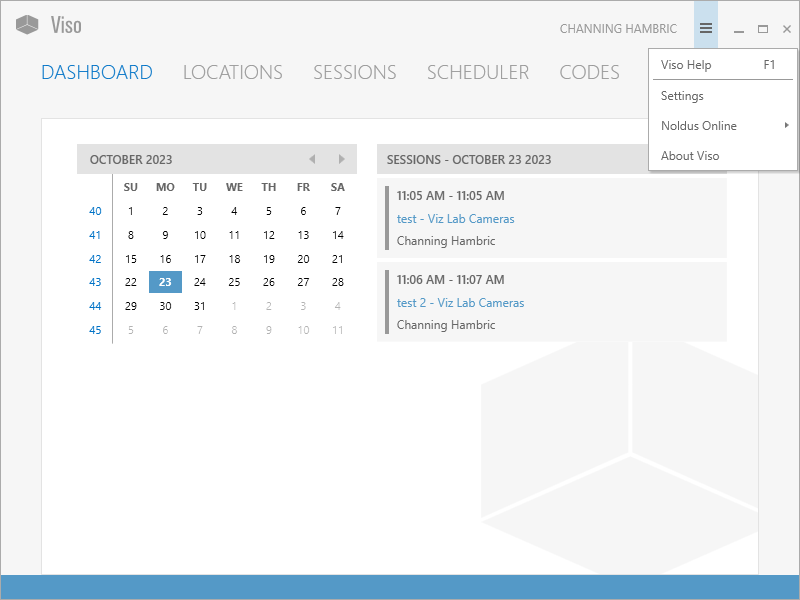 Viso
CHANNING HAMBRIC
DASHBOARD LOCATIONS SESSIONS SCHEDULER CODES
Viso Help F1
Settings
Noldus Online
About Viso
OCTOBER 2023
SU MO TU WE TH FR SA
40 1 2 3 4 5 6 7
41 8 9 10 11 12 13 14
42 15 16 17 18 19 20 21
43 22 23 24 25 26 27 28
44 29 30 31 1 2 3 4
45 5 6 7 8 9 10 11
SESSIONS - OCTOBER 23 2023
11:05 AM - 11:05 AM
test - Viz Lab Cameras
Channing Hambric
11:06 AM - 11:07 AM
test 2 - Viz Lab Cameras
Channing Hambric